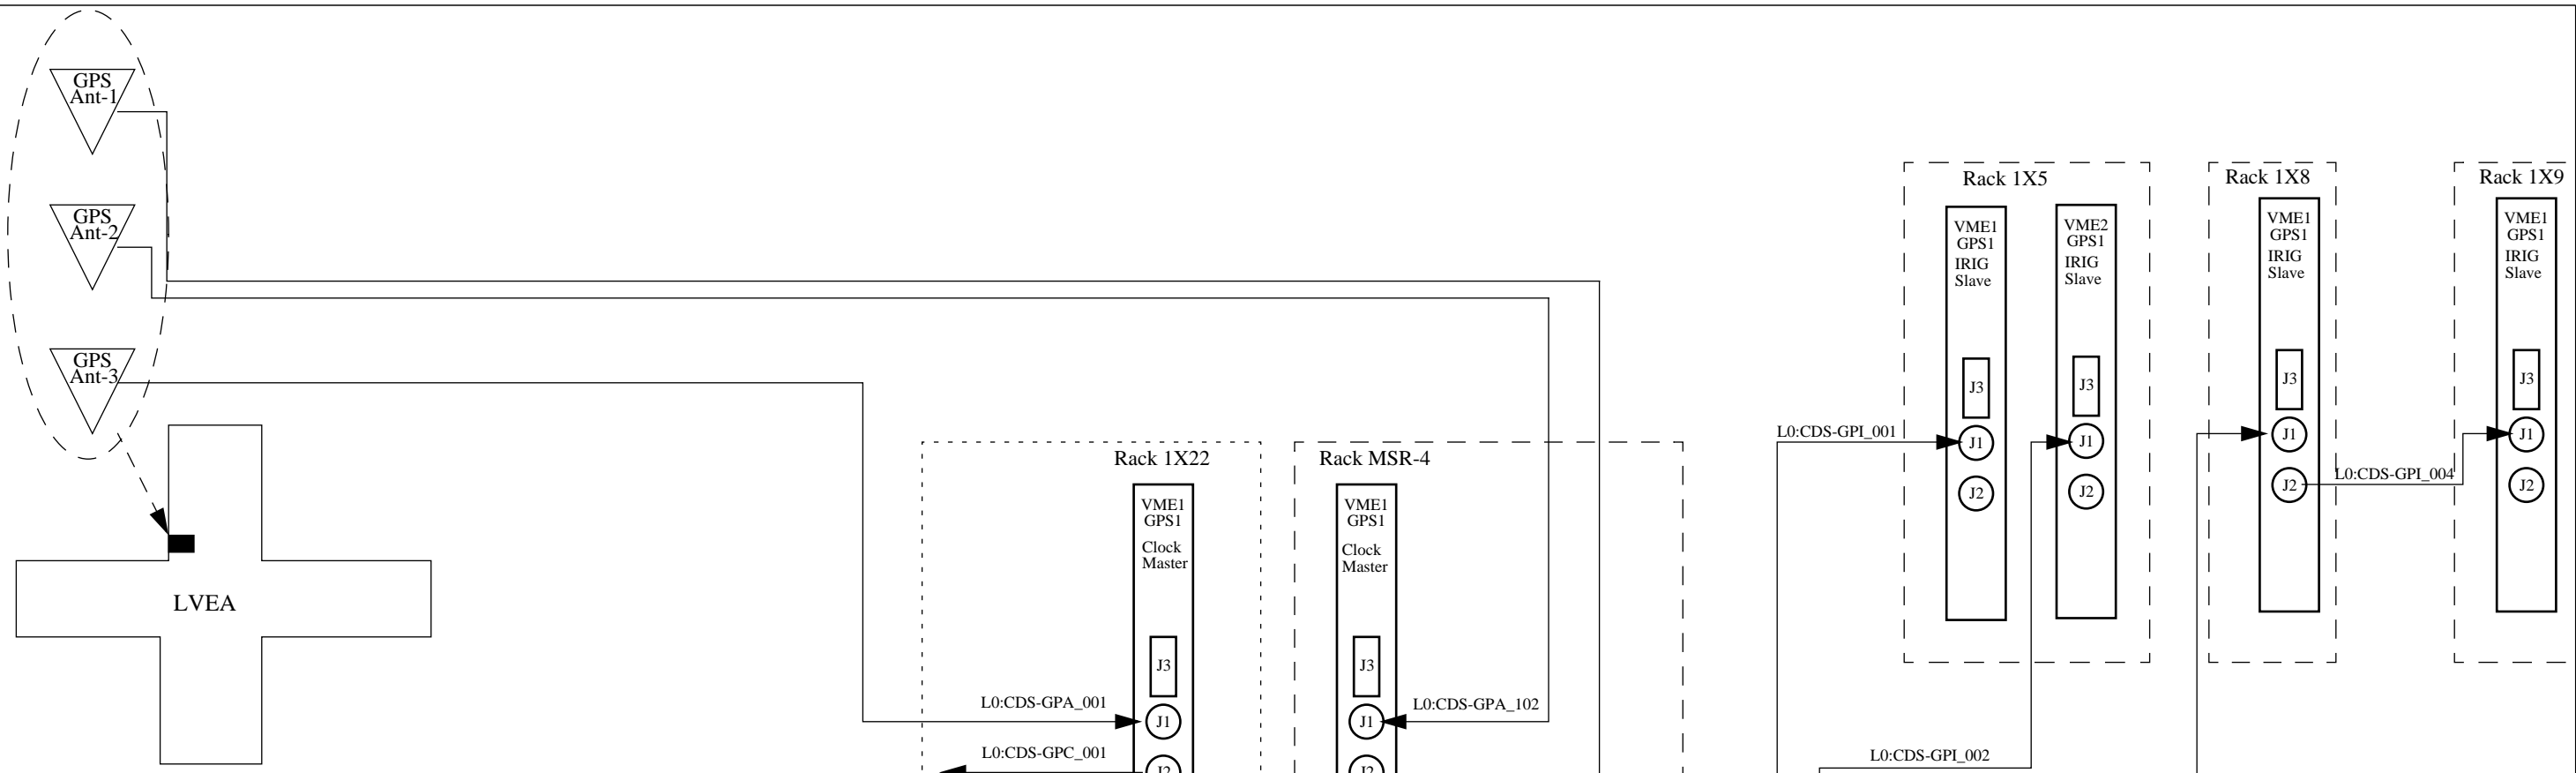 GPS
Ant-1
GPS
Ant-2
GPS
Ant-3
LVEA
Rack 1X22
VME1
GPS1
Clock
Master
J3
L0:CDS-GPA_001
J1
L0:CDS-GPC_001
J2
Rack MSR-4
VME1
GPS1
Clock
Master
J3
J1
L0:CDS-GPA_102
J2
Rack 1X5
VME1
GPS1
IRIG
Slave
J3
L0:CDS-GPI_001
J1
J2
VME2
GPS1
IRIG
Slave
J3
J1
J2
L0:CDS-GPI_002
Rack 1X8
VME1
GPS1
IRIG
Slave
J3
J1
J2
L0:CDS-GPI_004
Rack 1X9
VME1
GPS1
IRIG
Slave
J3
J1
J2